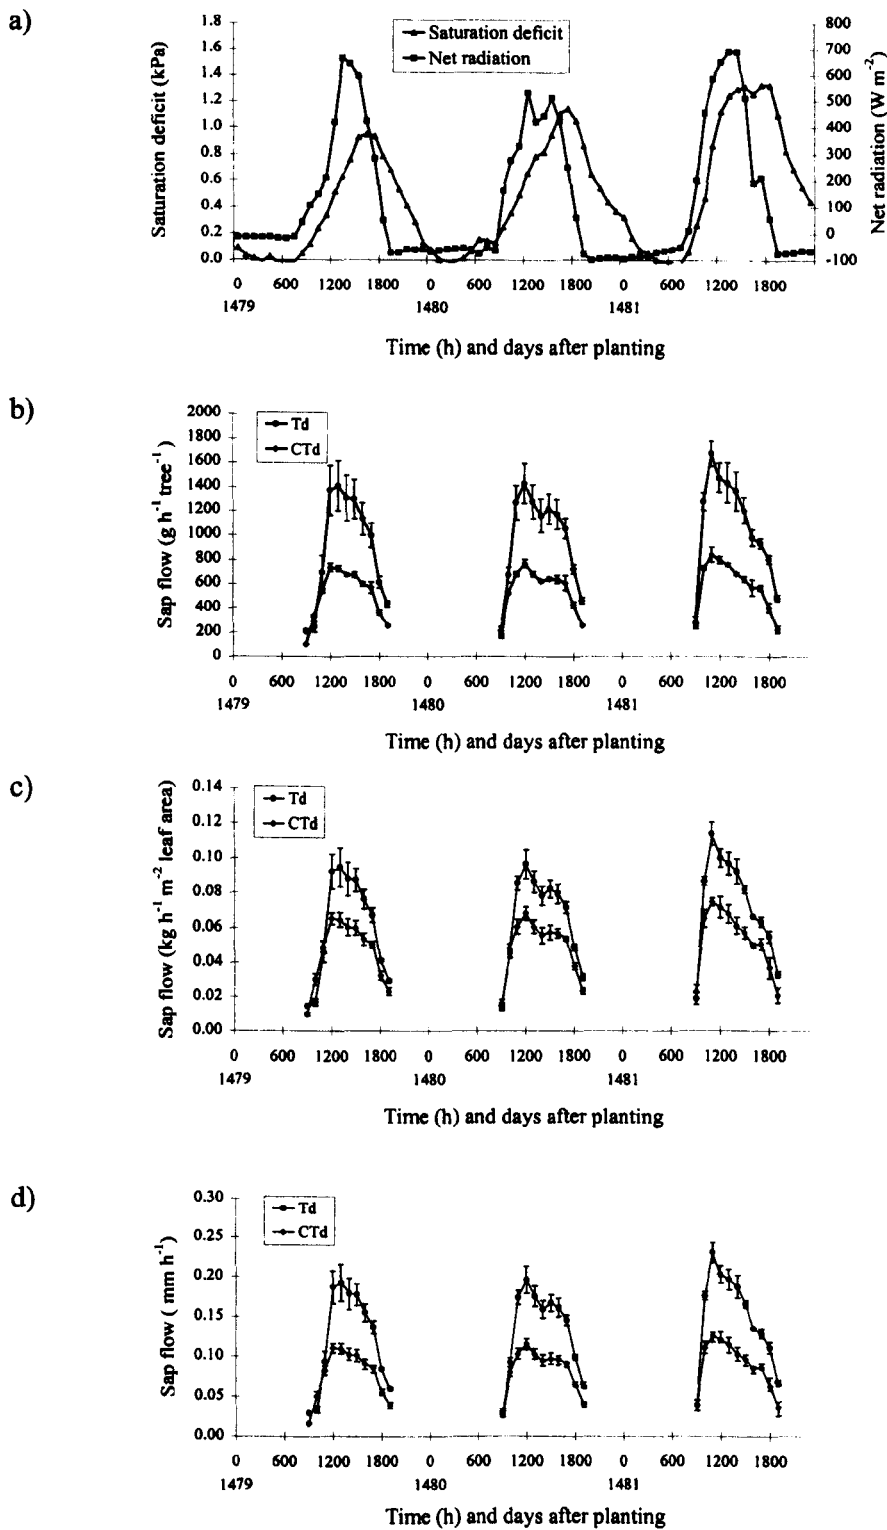 a)
Saturation deficit (kPa)
1.8
1.6
1.4
1.2
1.0
0.8
0.6
0.4
0.2
0.0
Saturation deficit
Net radiation
800
700
600
500
400
300
200
100
0
-100
Net radiation (W m-2)
0 600 1200 1800 0 600 1200 1800 0 600 1200 1800
1479 1480 1481
Time (h) and days after planting
b)
Sap flow (g h-1 tree-1)
2000
1800
1600
1400
1200
1000
800
600
400
200
0
Td
CTd
0 600 1200 1800 0 600 1200 1800 0 600 1200 1800
1479 1480 1481
Time (h) and days after planting
c)
Sap flow (kg h-1 m-2 leaf area)
0.14
0.12
0.10
0.08
0.06
0.04
0.02
0.00
Td
CTd
0 600 1200 1800 0 600 1200 1800 0 600 1200 1800
1479 1480 1481
Time (h) and days after planting
d)
Sap flow ( mm h-1)
0.30
0.25
0.20
0.15
0.10
0.05
0.00
Td
CTd
0 600 1200 1800 0 600 1200 1800 0 600 1200 1800
1479 1480 1481
Time (h) and days after planting